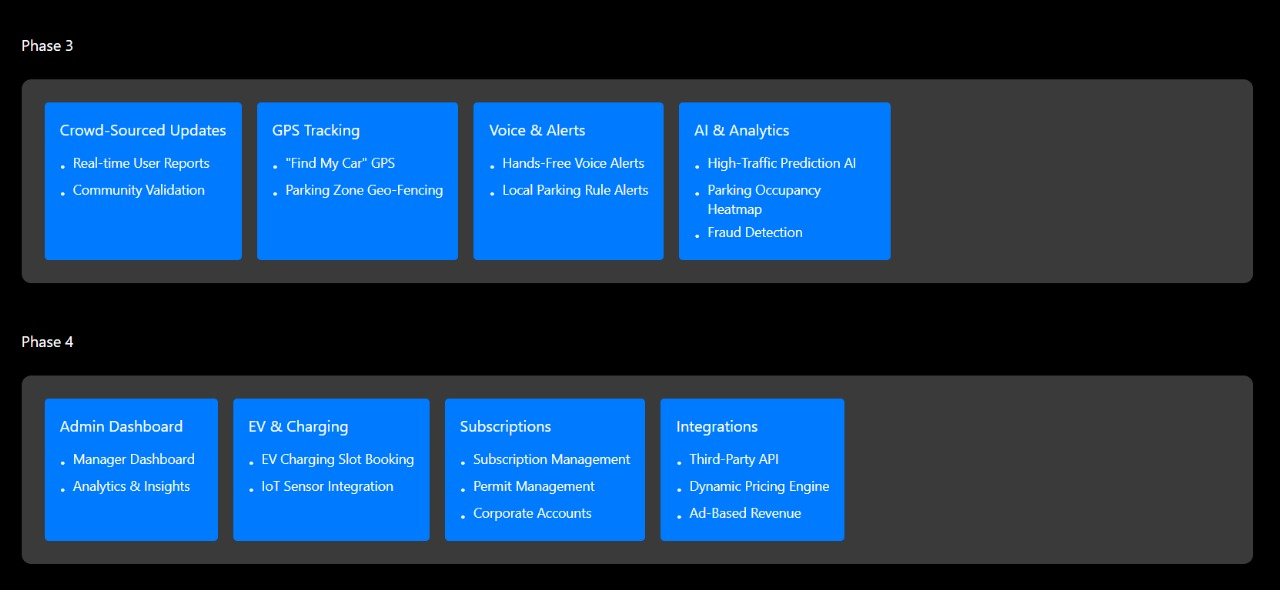 Phase 3
Crowd-Sourced Updates
• Real-time User Reports
• Community Validation
GPS Tracking
• "Find My Car" GPS
• Parking Zone Geo-Fencing
Voice & Alerts
• Hands-Free Voice Alerts
• Local Parking Rule Alerts
AI & Analytics
• High-Traffic Prediction AI
• Parking Occupancy
Heatmap
• Fraud Detection
Phase 4
Admin Dashboard
• Manager Dashboard
• Analytics & Insights
EV & Charging
• EV Charging Slot Booking
• IoT Sensor Integration
Subscriptions
• Subscription Management
• Permit Management
• Corporate Accounts
Integrations
• Third-Party API
• Dynamic Pricing Engine
• Ad-Based Revenue